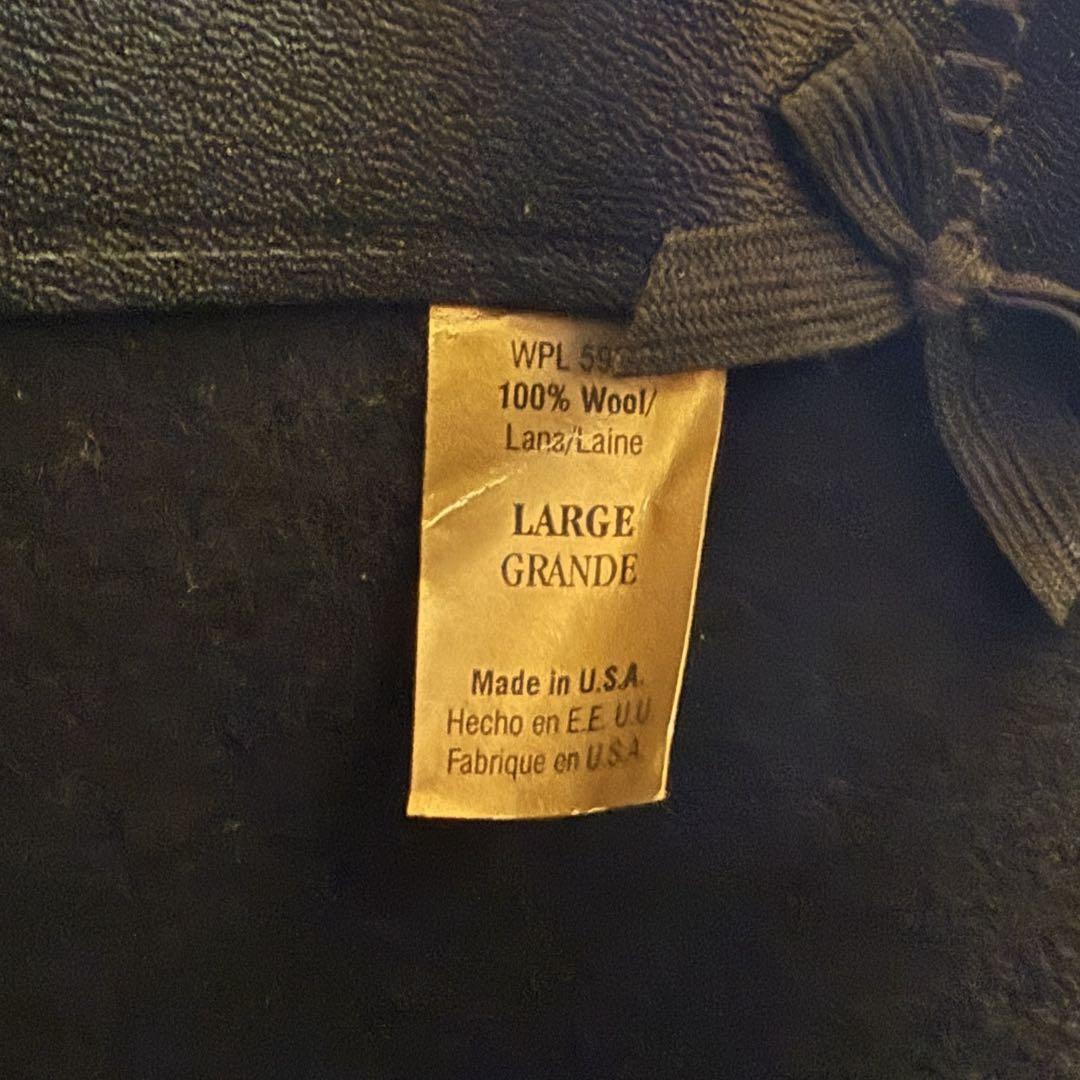 WPL 59
100% Wool/
Lana/Laine
LARGE
GRANDE
Made in U.S.A.
Hecho en E.E. U.U
Fabrique en U.S.A.